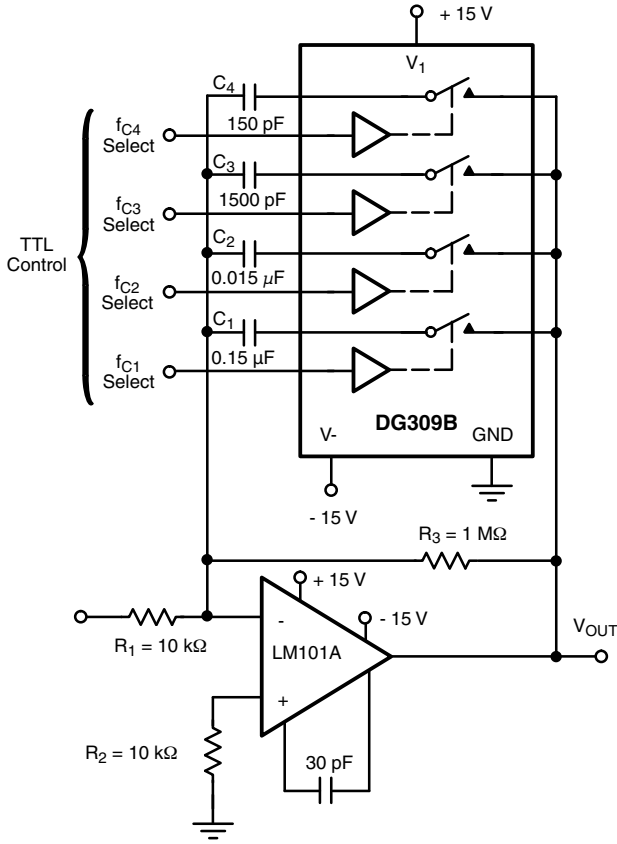 + 15 V
V1
C4
150 pF
fC4
Select
C3
1500 pF
fC3
Select
TTL
Control
C2
0.015 µF
fC2
Select
C1
0.15 µF
fC1
Select
DG309B
V-
GND
- 15 V
R3 = 1 MΩ
+ 15 V
- 15 V
VOUT
-
LM101A
R1 = 10 kΩ
+
R2 = 10 kΩ
30 pF